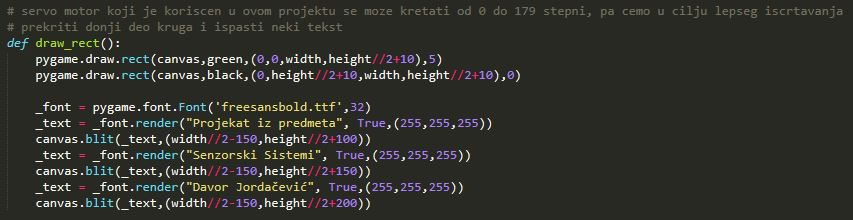 # servo motor koji je koriscen u ovom projektu se moze kretati od 0 do 179 stepni, pa cemo u cilju lepseg iscrtavanja
# prekriti donji deo kruga i ispasti neki tekst
def draw_rect():
    pygame.draw.rect(canvas,green,(0,0,width,height//2+10),5)
    pygame.draw.rect(canvas,black,(0,height//2+10,width,height//2+10),0)

    _font = pygame.font.Font('freesansbold.ttf',32)
    _text = _font.render("Projekat iz predmeta", True,(255,255,255))
    canvas.blit(_text,(width//2-150,height//2+100))
    _text = _font.render("Senzorski Sistemi", True,(255,255,255))
    canvas.blit(_text,(width//2-150,height//2+150))
    _text = _font.render("Davor Jordačević", True,(255,255,255))
    canvas.blit(_text,(width//2-150,height//2+200))